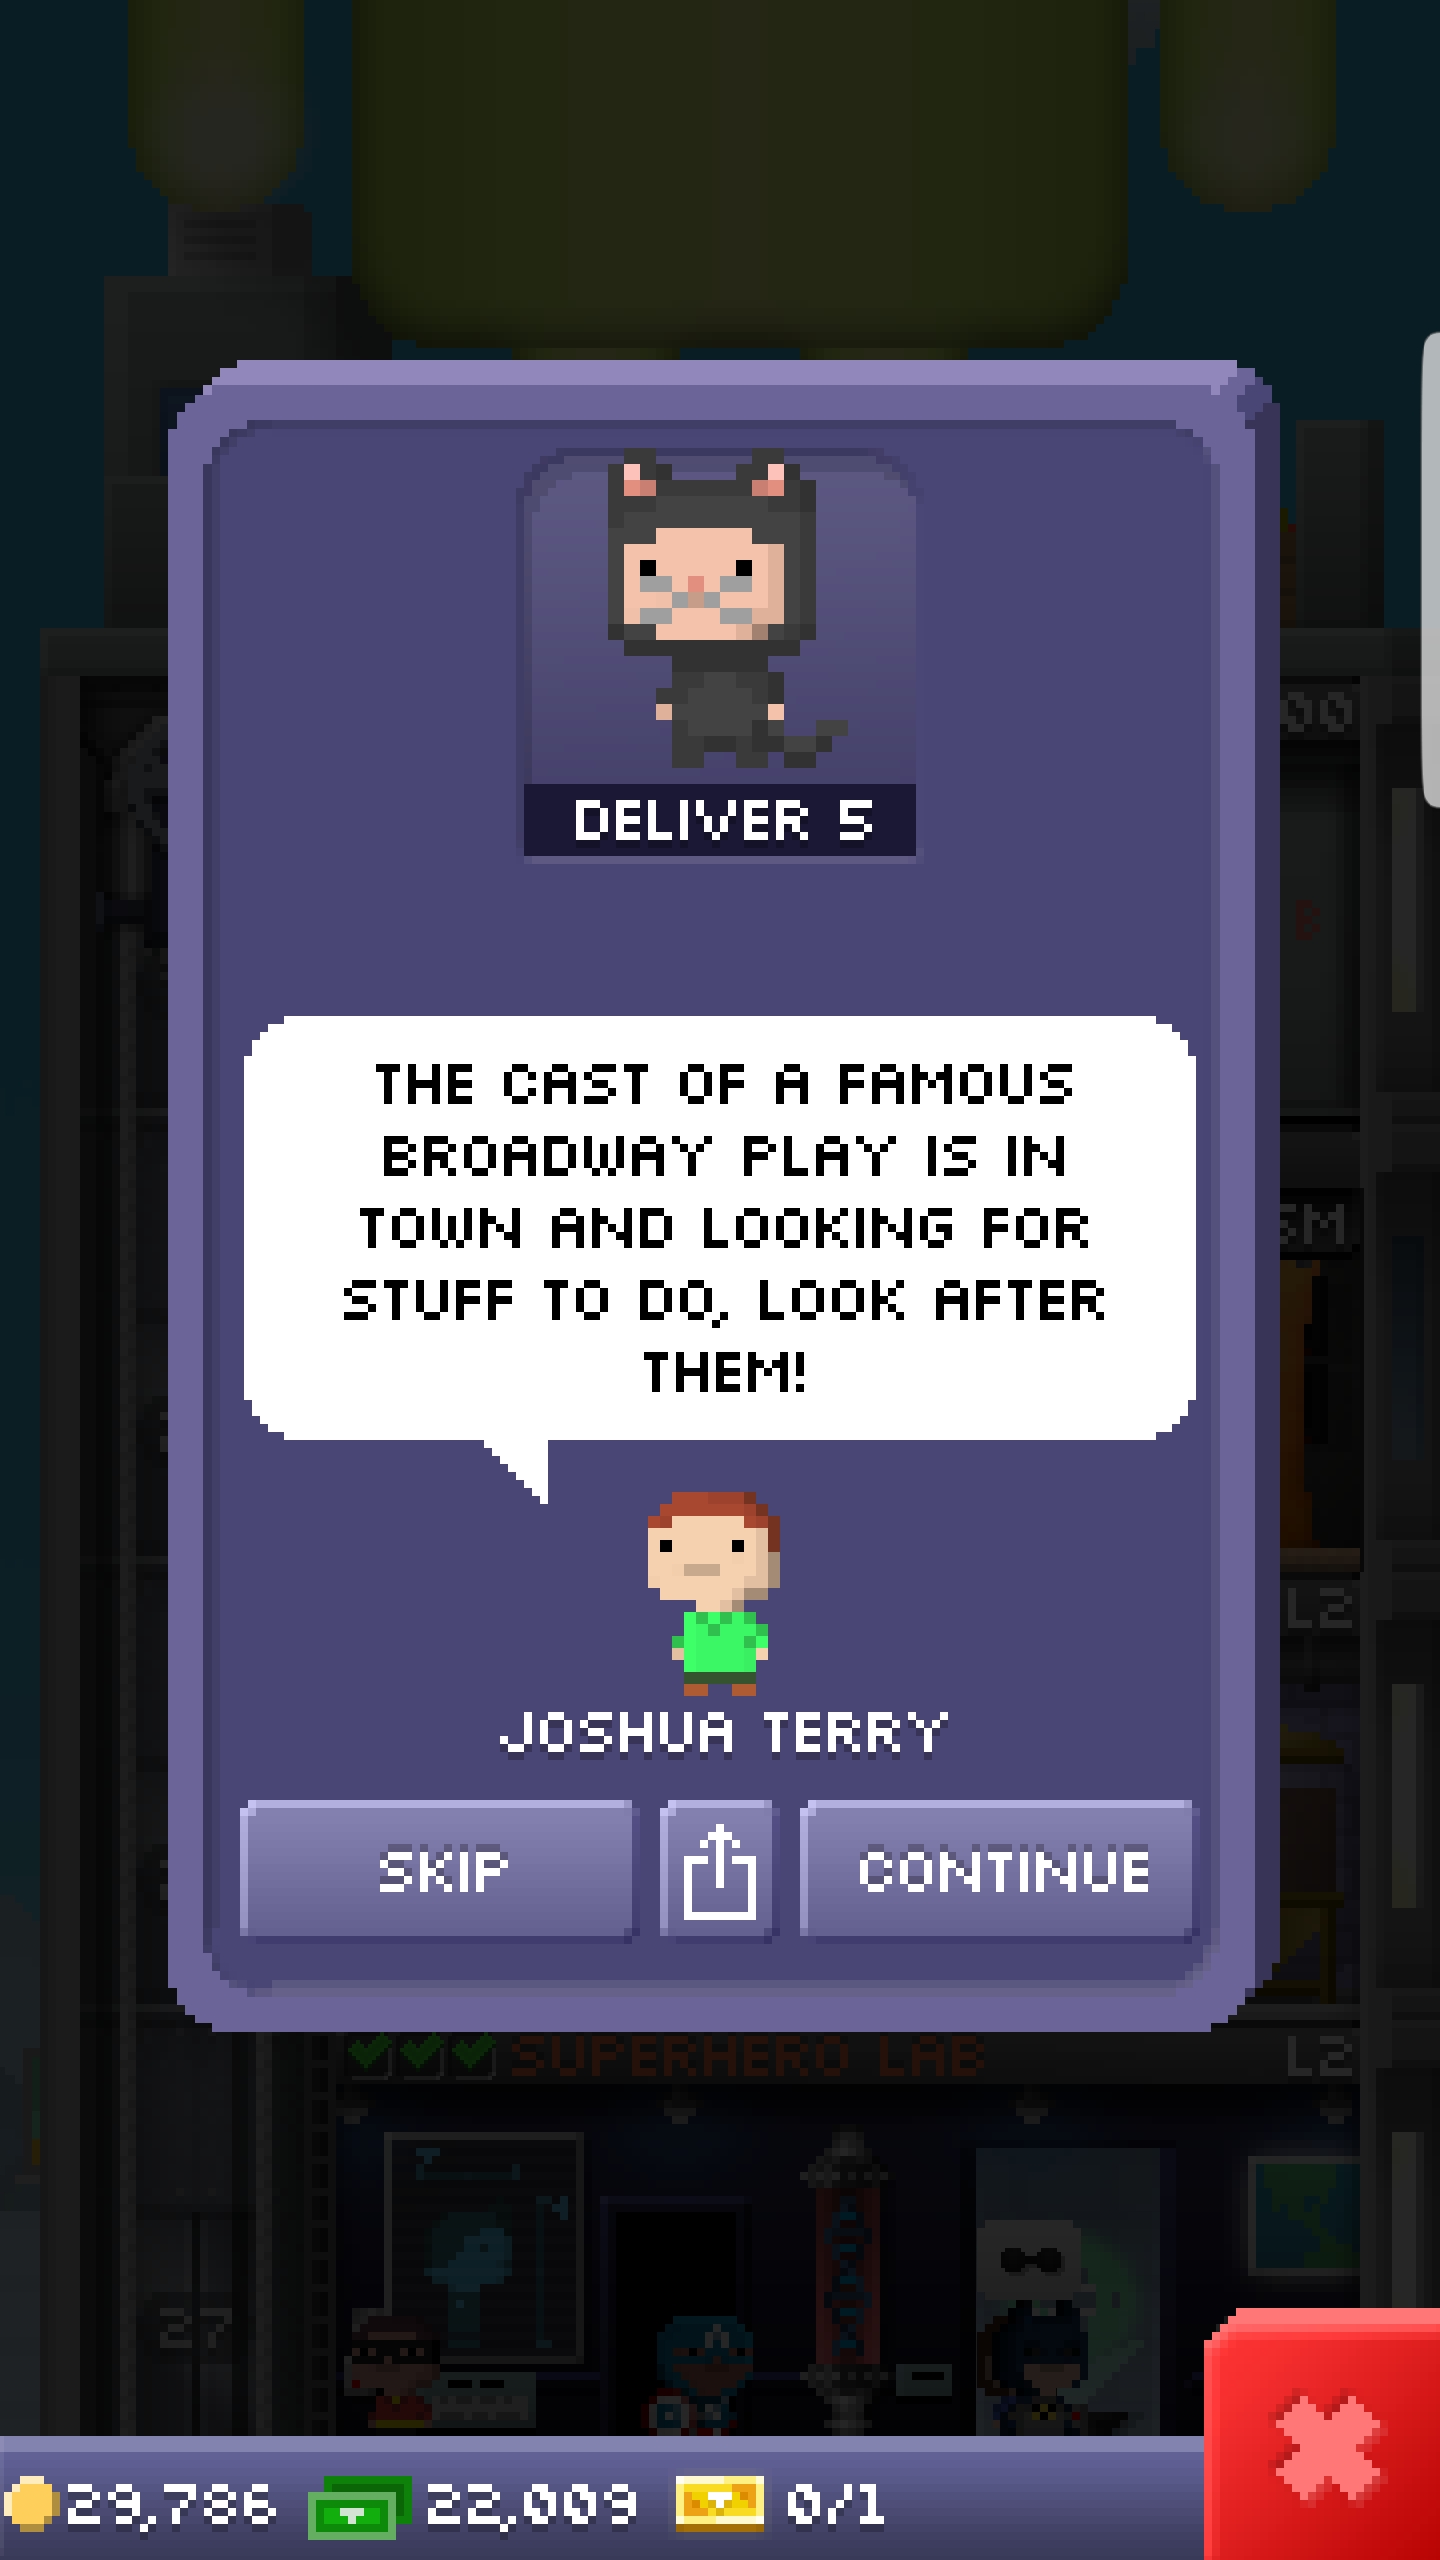 DELIVER 5
THE CAST OF A FAMOUS
BROADWAY PLAY IS IN
TOWN AND LOOKING FOR
STUFF TO DO, LOOK AFTER
THEM!
JOSHUA TERRY
SKIP
CONTINUE
SUPERHERO LAB L2
27
29,786 22,009 0/1